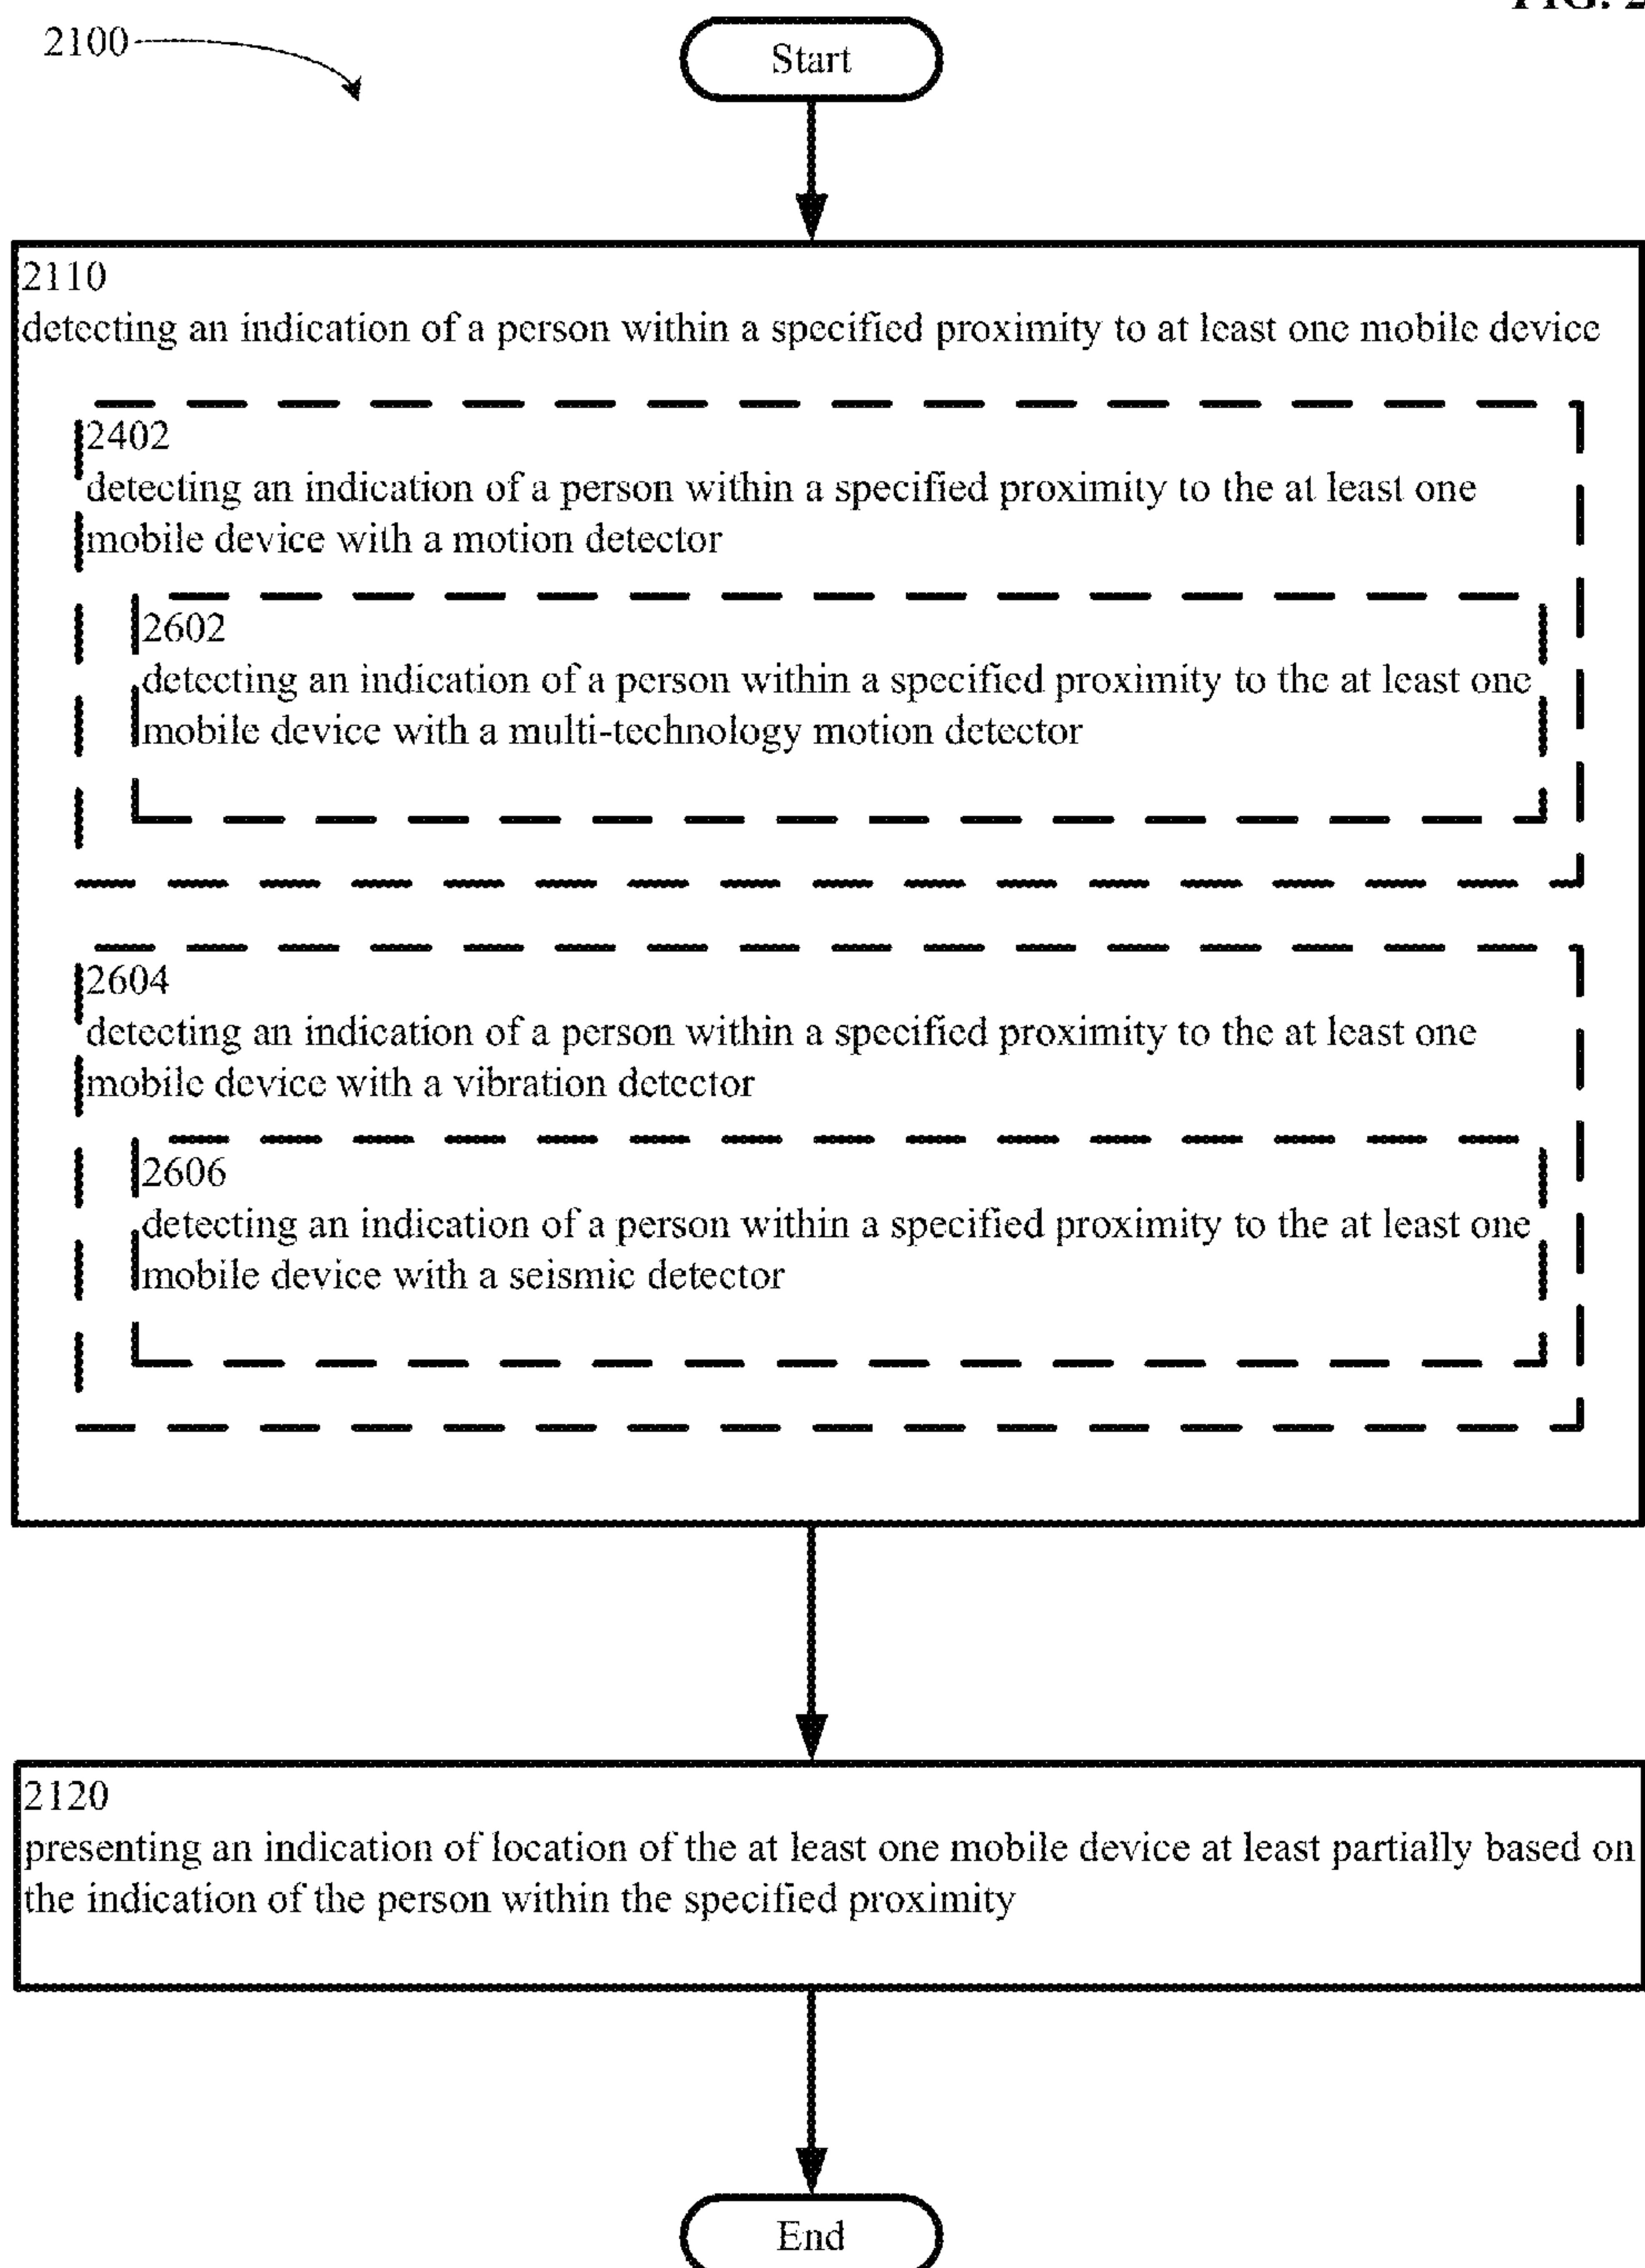 2100
Start
2110
detecting an indication of a person within a specified proximity to at least one mobile device
2402
detecting an indication of a person within a specified proximity to the at least one
mobile device with a motion detector
2602
detecting an indication of a person within a specified proximity to the at least one
mobile device with a multi-technology motion detector
2604
detecting an indication of a person within a specified proximity to the at least one
mobile device with a vibration detector
2606
detecting an indication of a person within a specified proximity to the at least one
mobile device with a seismic detector
2120
presenting an indication of location of the at least one mobile device at least partially based on
the indication of the person within the specified proximity
End